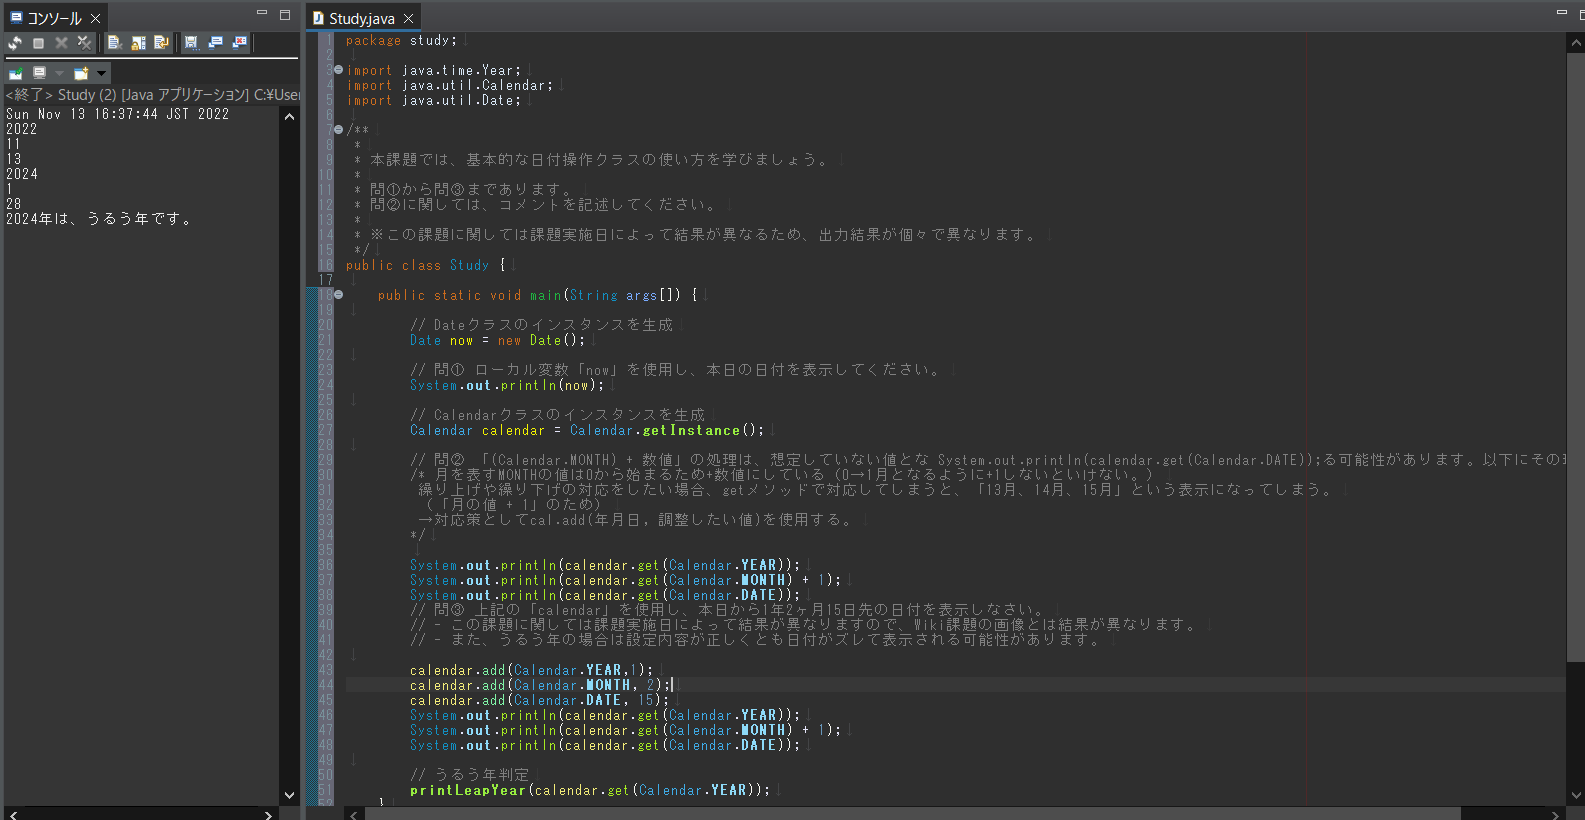 コンソール
<終了> Study (2) [Java アプリケーション] C:¥User
Sun Nov 13 16:37:44 JST 2022
2022
11
13
2024
1
28
2024年は、うるう年です。
Study.java
1 package study;
2
3 import java.time.Year;
4 import java.util.Calendar;
5 import java.util.Date;
6
7 /**
8 *
9 * 本課題では、基本的な日付操作クラスの使い方を学びましょう。
10 *
11 * 問①から問③まであります。
12 * 問②に関しては、コメントを記述してください。
13 *
14 * ※この課題に関しては課題実施日によって結果が異なるため、出力結果が個々で異なります。
15 */
16 public class Study {
17
18 public static void main(String args[]) {
19
20 // Dateクラスのインスタンスを生成
21 Date now = new Date();
22
23 // 問① ローカル変数「now」を使用し、本日の日付を表示してください。
24 System.out.println(now);
25
26 // Calendarクラスのインスタンスを生成
27 Calendar calendar = Calendar.getInstance();
28
29 // 問② 「(Calendar.MONTH) + 数値」の処理は、想定していない値とな System.out.println(calendar.get(Calendar.DATE));る可能性があります。以下にその
30 /* 月を表すMONTHの値は0から始まるため+数値にしている（0→1月となるように+1しないといけない。）
31 繰り上げや繰り下げの対応をしたい場合、getメソッドで対応してしまうと、「13月、14月、15月」という表示になってしまう。
32 （「月の値 + 1」のため）
33 →対応策としてcal.add(年月日, 調整したい値)を使用する。
34 */
35
36 System.out.println(calendar.get(Calendar.YEAR));
37 System.out.println(calendar.get(Calendar.MONTH) + 1);
38 System.out.println(calendar.get(Calendar.DATE));
39 // 問③ 上記の「calendar」を使用し、本日から1年2ヶ月15日先の日付を表示しなさい。
40 // - この課題に関しては課題実施日によって結果が異なりますので、Wiki課題の画像とは結果が異なります。
41 // - また、うるう年の場合は設定内容が正しくとも日付がズレて表示される可能性があります。
42
43 calendar.add(Calendar.YEAR,1);
44 calendar.add(Calendar.MONTH, 2);
45 calendar.add(Calendar.DATE, 15);
46 System.out.println(calendar.get(Calendar.YEAR));
47 System.out.println(calendar.get(Calendar.MONTH) + 1);
48 System.out.println(calendar.get(Calendar.DATE));
49
50 // うるう年判定
51 printLeapYear(calendar.get(Calendar.YEAR));
52 }